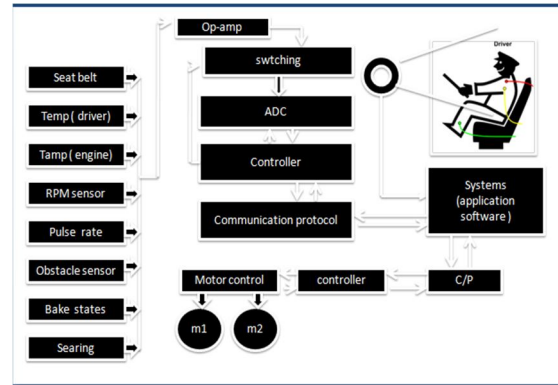 Op-amp
swtching
Driver
Seat belt
Temp ( driver)
ADC
Tamp ( engine)
Controller
RPM sensor
Systems
(application
software )
Pulse rate
Communication protocol
Obstacle sensor
Motor control
controller
C/P
Bake states
m1
m2
Searing